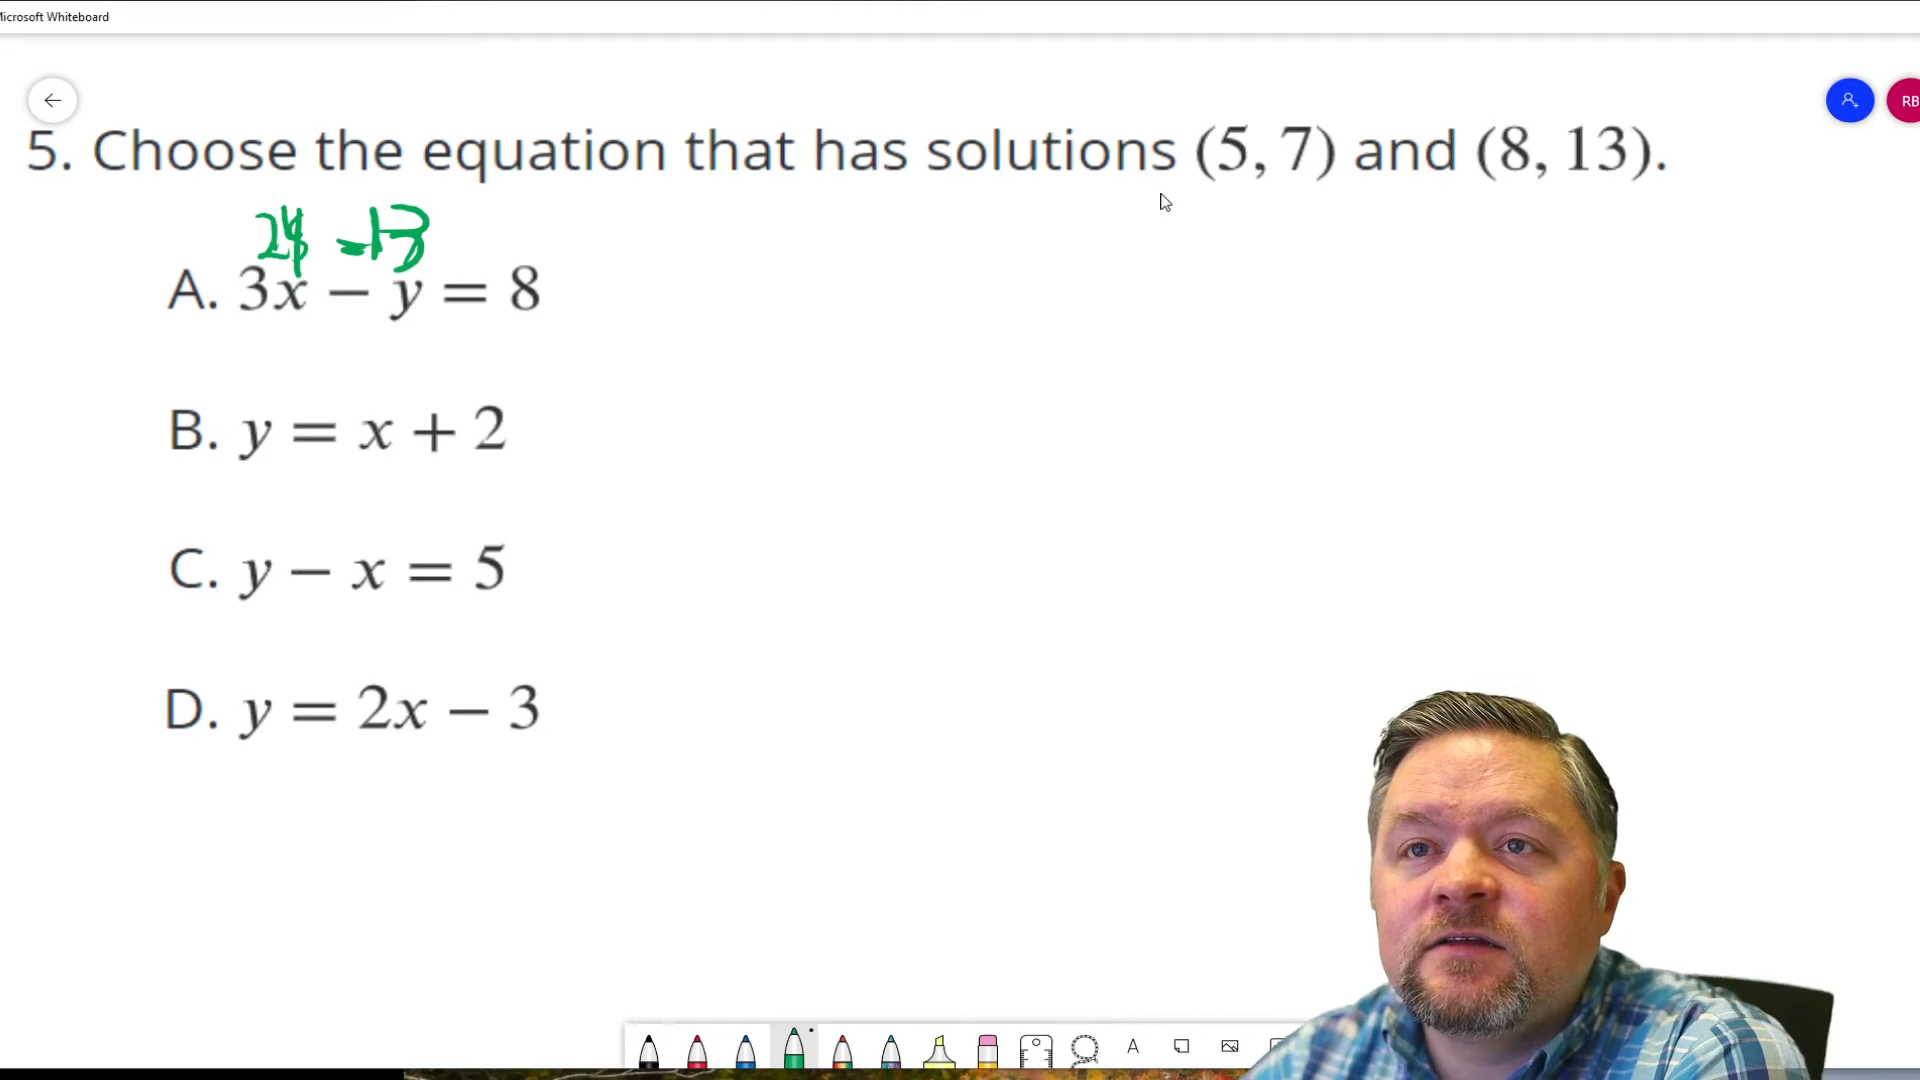 Microsoft Whiteboard
RB
5. Choose the equation that has solutions (5, 7) and (8, 13).
24 - 13
A. 3x − y = 8
B. y = x + 2
C. y − x = 5
D. y = 2x − 3
A